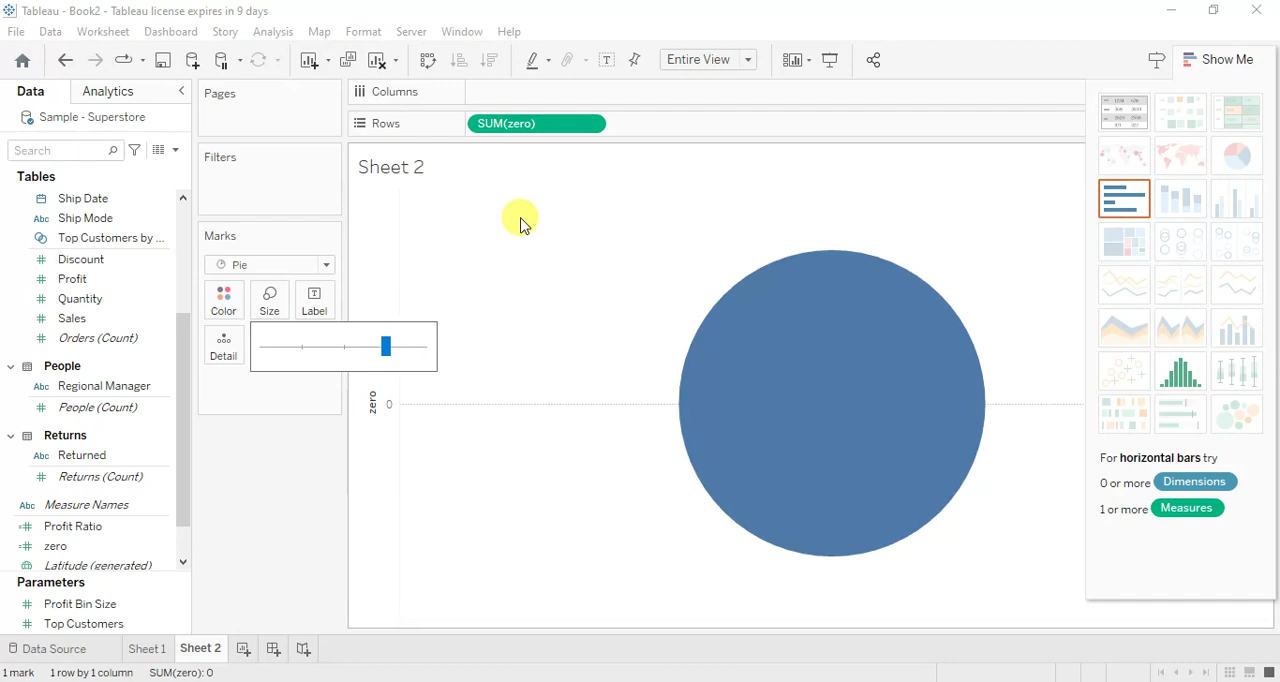 Tableau - Book2 - Tableau license expires in 9 days
File Data Worksheet Dashboard Story Analysis Map Format Server Window Help
Entire View
Show Me
Data Analytics
Sample - Superstore
Search
Tables
Ship Date
Abc Ship Mode
Top Customers by ...
# Discount
# Profit
# Quantity
# Sales
# Orders (Count)
People
Abc Regional Manager
# People (Count)
Returns
Abc Returned
# Returns (Count)
Abc Measure Names
=# Profit Ratio
=# zero
Latitude (generated)
Parameters
# Profit Bin Size
# Top Customers
Pages
Filters
Marks
Pie
Color Size Label
Detail
Columns
Rows SUM(zero)
Sheet 2
zero
0
For horizontal bars try
0 or more Dimensions
1 or more Measures
Data Source Sheet 1 Sheet 2
1 mark 1 row by 1 column SUM(zero): 0